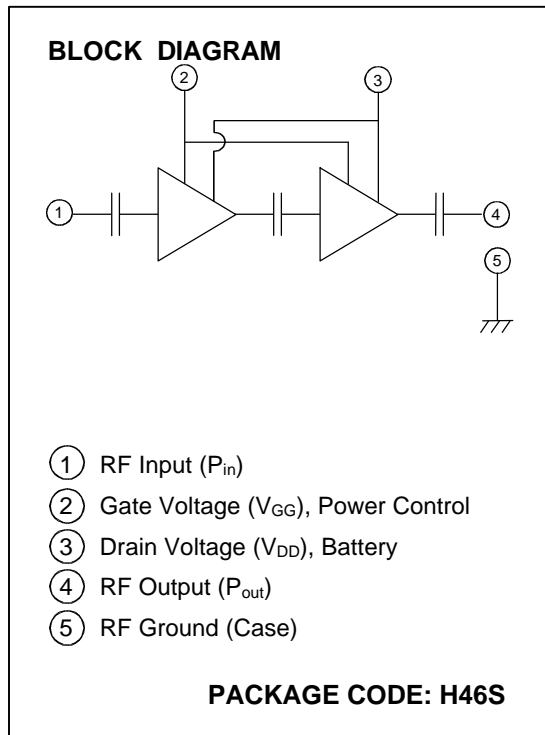 BLOCK DIAGRAM
2
3
1
4
5
1 RF Input (Pin)
2 Gate Voltage (VGG), Power Control
3 Drain Voltage (VDD), Battery
4 RF Output (Pout)
5 RF Ground (Case)
PACKAGE CODE: H46S